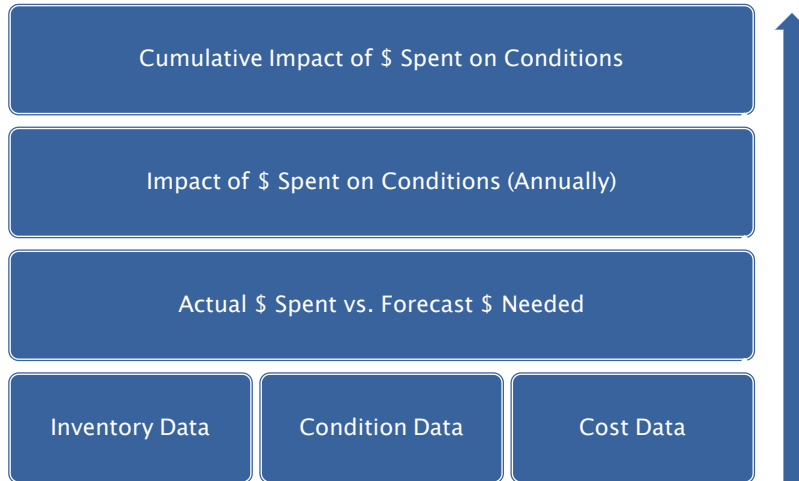 Cumulative Impact of $ Spent on Conditions
Impact of $ Spent on Conditions (Annually)
Actual $ Spent vs. Forecast $ Needed
Inventory Data
Condition Data
Cost Data